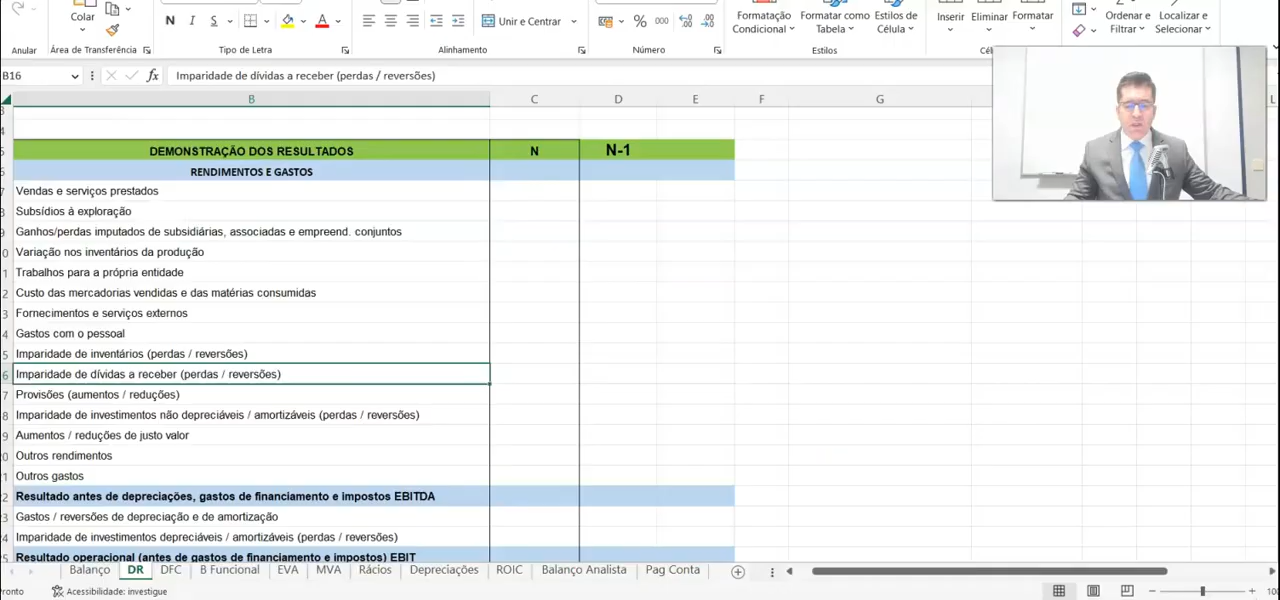 Colar
Unir e Centrar
N I S A % 000
Formatação Condicional
Formatar como Tabela
Estilos de Célula
Inserir
Eliminar
Formatar
Ordenar e Filtrar
Localizar e Selecionar
Anular
Área de Transferência
Tipo de Letra
Alinhamento
Número
Estilos
B16
fx
Imparidade de dívidas a receber (perdas / reversões)
B C D E F G
DEMONSTRAÇÃO DOS RESULTADOS N N-1
RENDIMENTOS E GASTOS
Vendas e serviços prestados
Subsídios à exploração
Ganhos/perdas imputados de subsidiárias, associadas e empreend. conjuntos
Variação nos inventários da produção
Trabalhos para a própria entidade
Custo das mercadorias vendidas e das matérias consumidas
Fornecimentos e serviços externos
Gastos com o pessoal
Imparidade de inventários (perdas / reversões)
Imparidade de dívidas a receber (perdas / reversões)
Provisões (aumentos / reduções)
Imparidade de investimentos não depreciáveis / amortizáveis (perdas / reversões)
Aumentos / reduções de justo valor
Outros rendimentos
Outros gastos
Resultado antes de depreciações, gastos de financiamento e impostos EBITDA
Gastos / reversões de depreciação e de amortização
Imparidade de investimentos depreciáveis / amortizáveis (perdas / reversões)
Resultado operacional (antes de gastos de financiamento e impostos) EBIT
Balanço DR DFC B Funcional EVA MVA Rácios Depreciações ROIC Balanço Analista Pag Conta
Acessibilidade: investigue